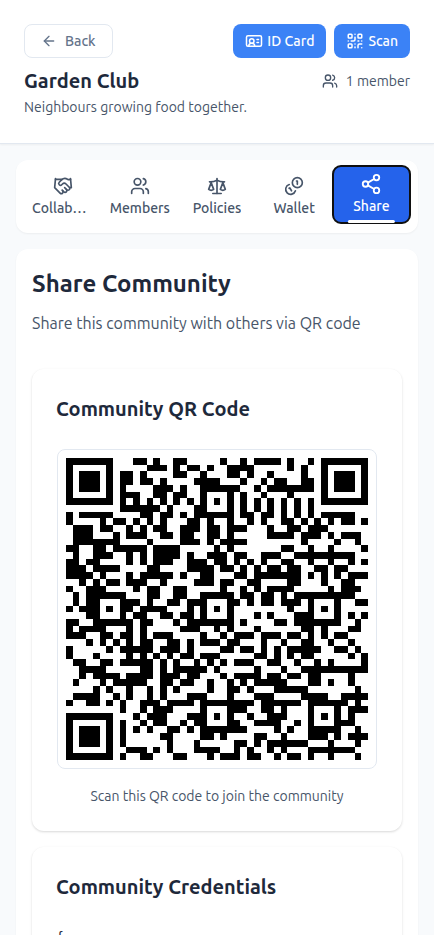 Back
ID Card
Scan
Garden Club
1 member
Neighbours growing food together.
Collab...
Members
Policies
Wallet
Share
Share Community
Share this community with others via QR code
Community QR Code
Scan this QR code to join the community
Community Credentials